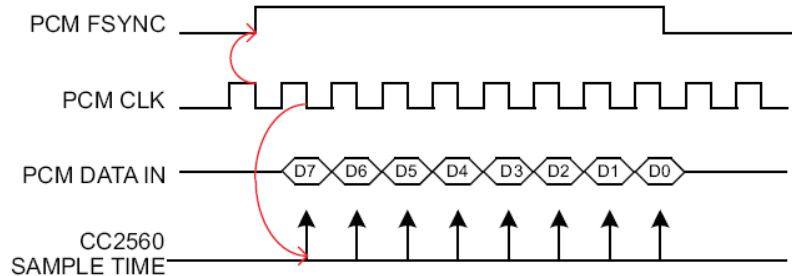 PCM FSYNC
PCM CLK
PCM DATA IN
D7 D6 D5 D4 D3 D2 D1 D0
CC2560
SAMPLE TIME